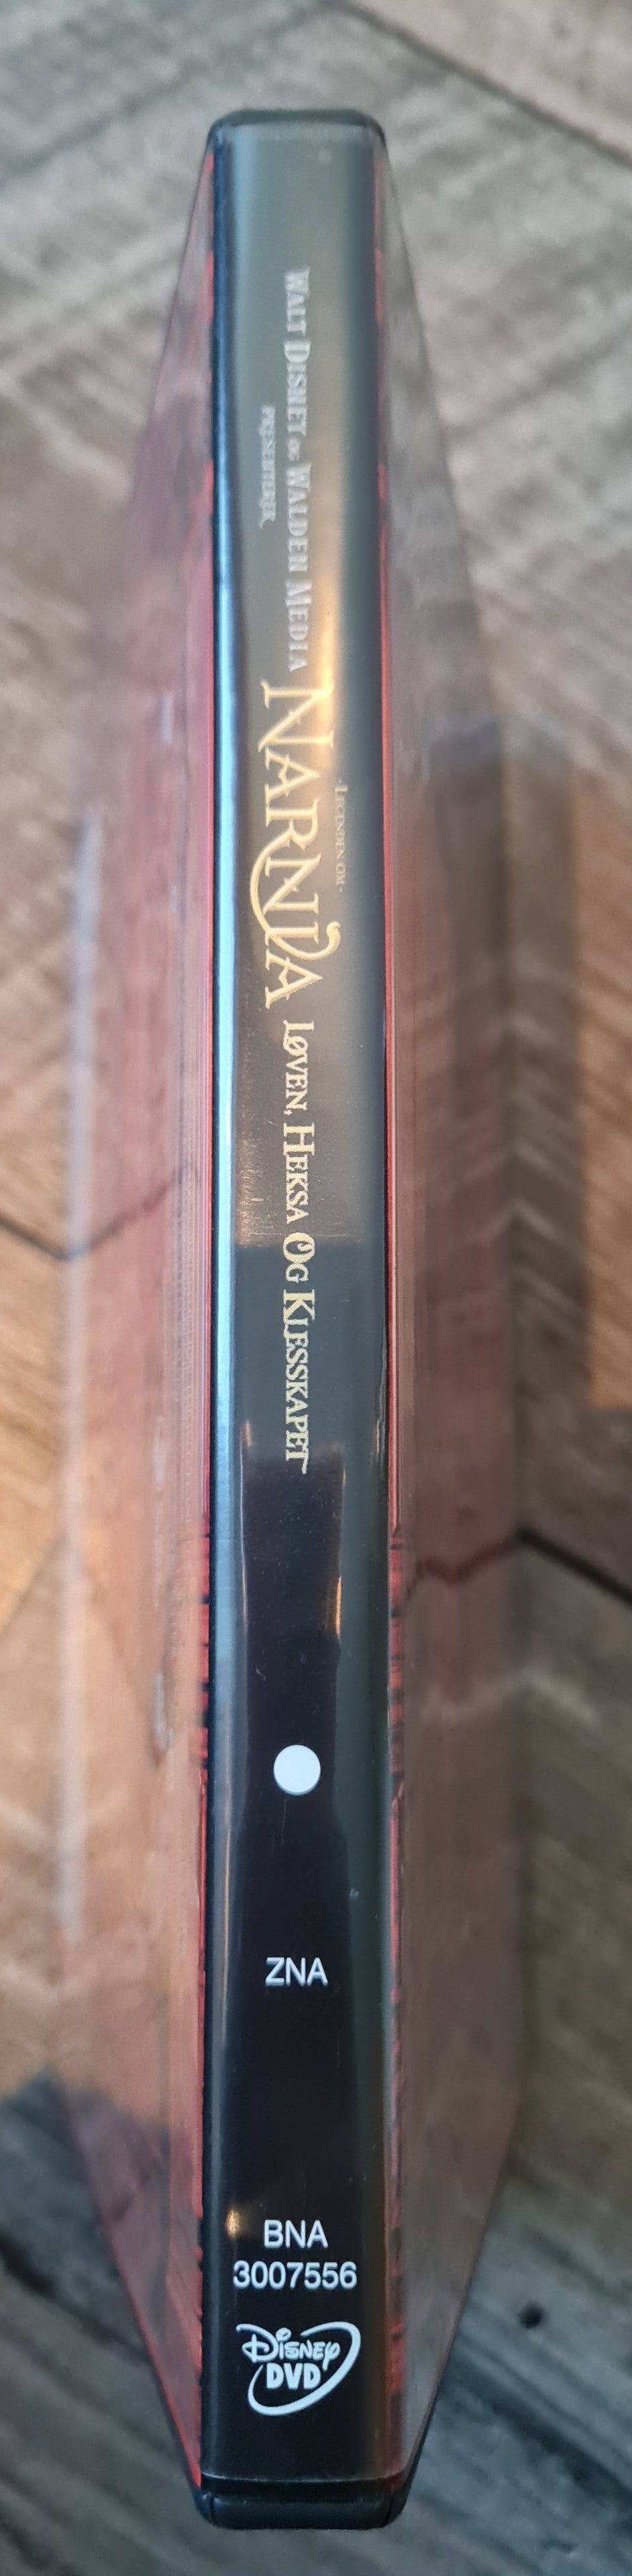 WALT DISNEY OG WALDEN MEDIA
PRESENTERER
- LEGENDEN OM -
NARNIA
LØVEN, HEKSA OG KLESSKAPET
ZNA
BNA
3007556
Disney
DVD